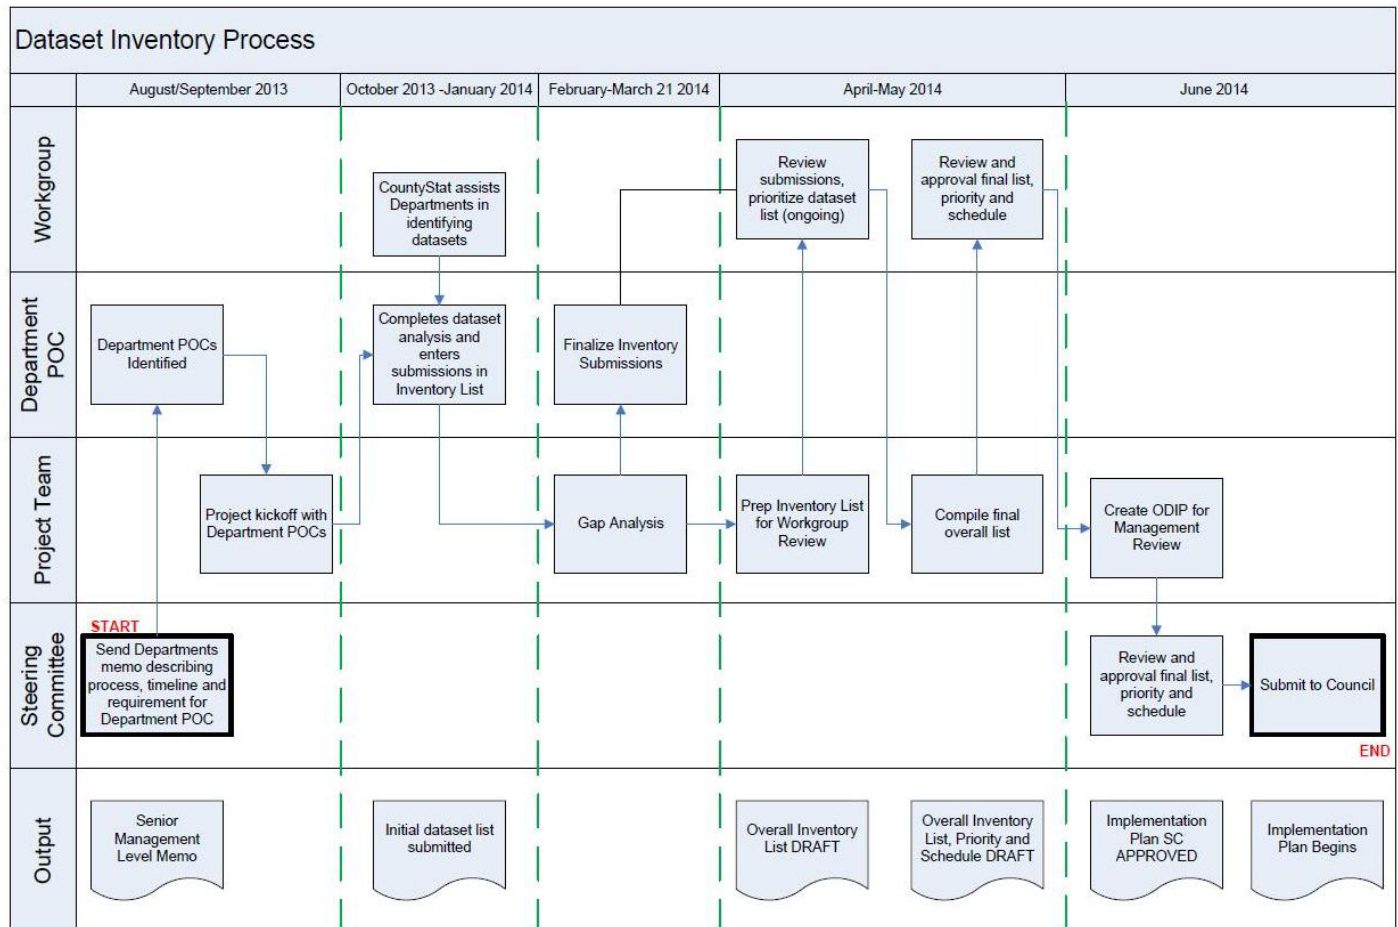 Dataset Inventory Process
August/September 2013
October 2013 -January 2014
February-March 21 2014
April-May 2014
June 2014
Workgroup
CountyStat assists
Departments in
identifying
datasets
Review
submissions,
prioritize dataset
list (ongoing)
Review and
approval final list,
priority and
schedule
Department
POC
Department POCs
Identified
Completes dataset
analysis and
enters
submissions in
Inventory List
Finalize Inventory
Submissions
Project Team
Project kickoff with
Department POCs
Gap Analysis
Prep Inventory List
for Workgroup
Review
Compile final
overall list
Create ODIP for
Management
Review
Steering
Committee
START
Send Departments
memo describing
process, timeline and
requirement for
Department POC
Review and
approval final list,
priority and
schedule
Submit to Council
END
Output
Senior
Management
Level Memo
Initial dataset list
submitted
Overall Inventory
List DRAFT
Overall Inventory
List, Priority and
Schedule DRAFT
Implementation
Plan SC
APPROVED
Implementation
Plan Begins